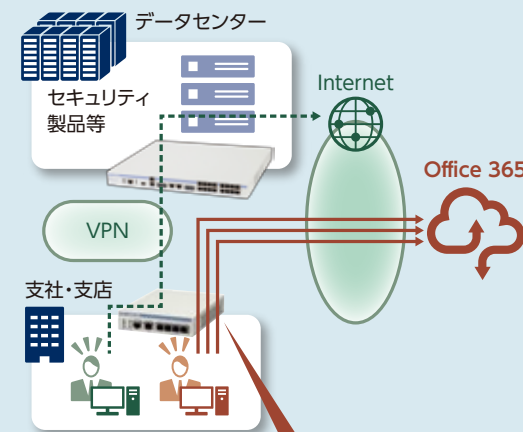 データセンター
セキュリティ
製品等
Internet
Office 365
VPN
支社・支店